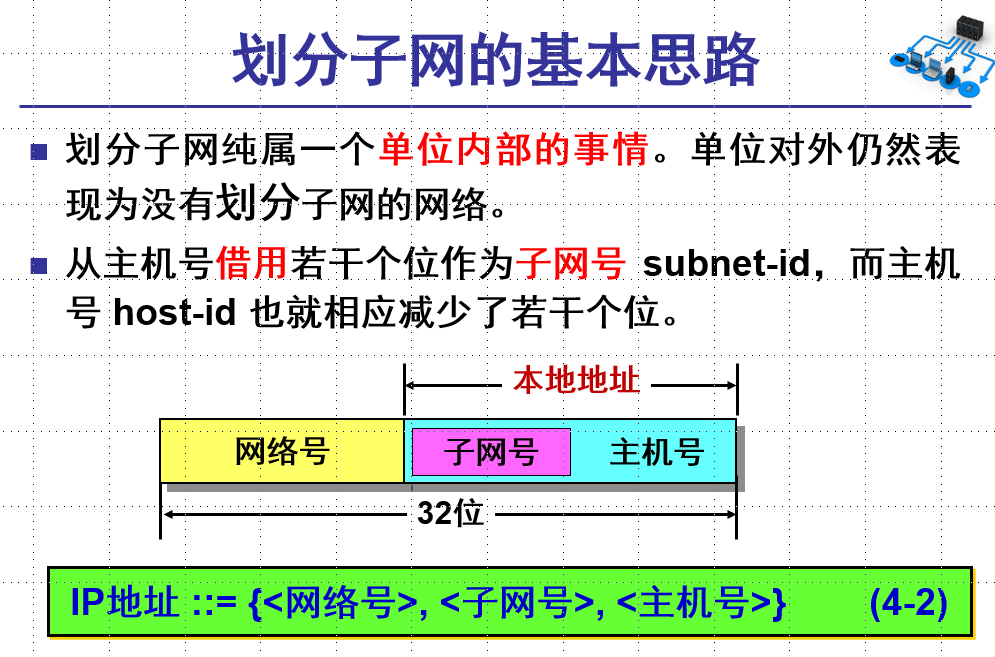 划分子网的基本思路
划分子网纯属一个单位内部的事情。单位对外仍然表
现为没有划分子网的网络。
从主机号借用若干个位作为子网号 subnet-id，而主机
号 host-id 也就相应减少了若干个位。
本地地址
网络号 子网号 主机号
32位
IP地址 ::= {<网络号>, <子网号>, <主机号>} (4-2)